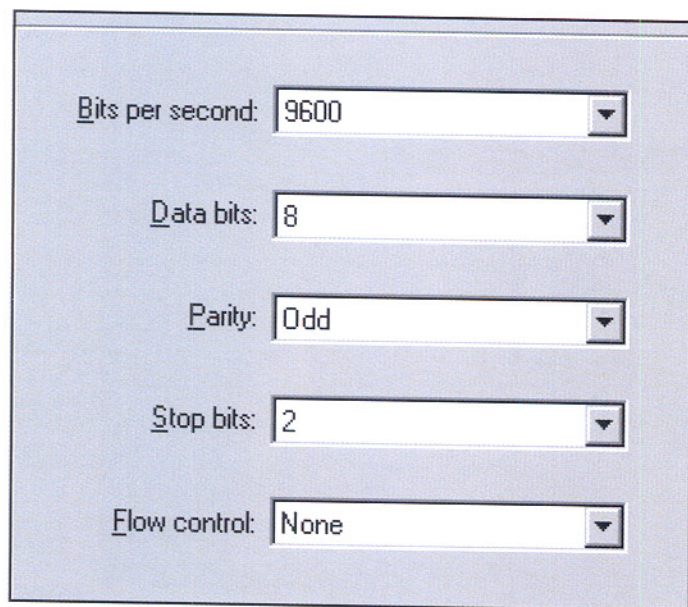 Bits per second: 9600
Data bits: 8
Parity: Odd
Stop bits: 2
Flow control: None